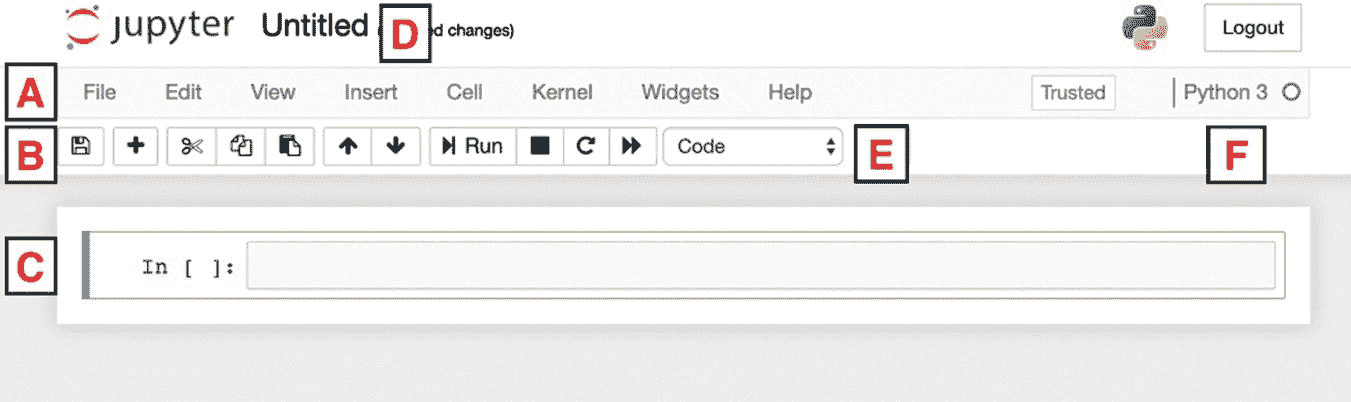 jupyter Untitled D d changes)
Logout
A File Edit View Insert Cell Kernel Widgets Help Trusted Python 3
B Run Code E F
C In [ ]: